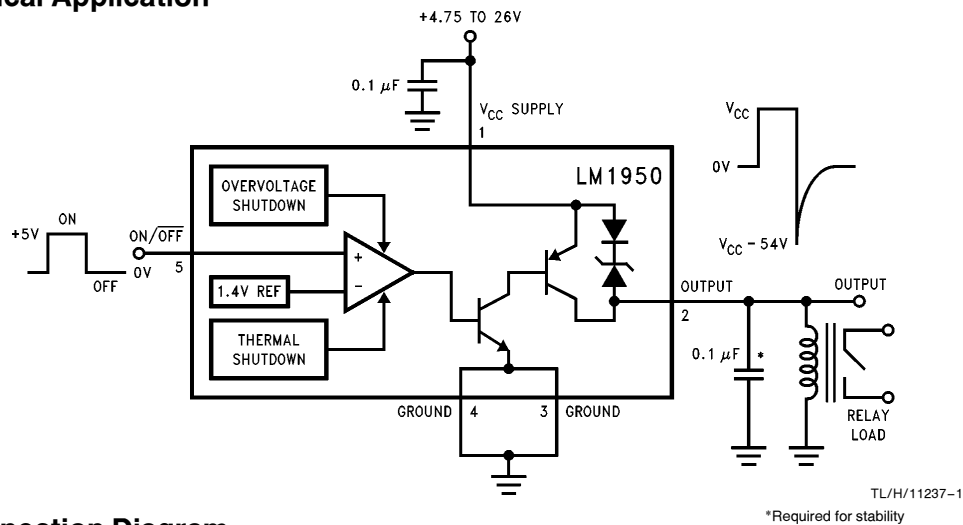 ical Application
+4.75 TO 26V
0.1 μF
VCC SUPPLY
1
VCC
0V
VCC – 54V
LM1950
OVERVOLTAGE
SHUTDOWN
ON
+5V
0V
OFF
ON/OFF
5
+
–
1.4V REF
THERMAL
SHUTDOWN
OUTPUT
2
OUTPUT
0.1 μF *
RELAY
LOAD
GROUND 4
3 GROUND
TL/H/11237–1
*Required for stability
nection Diagram